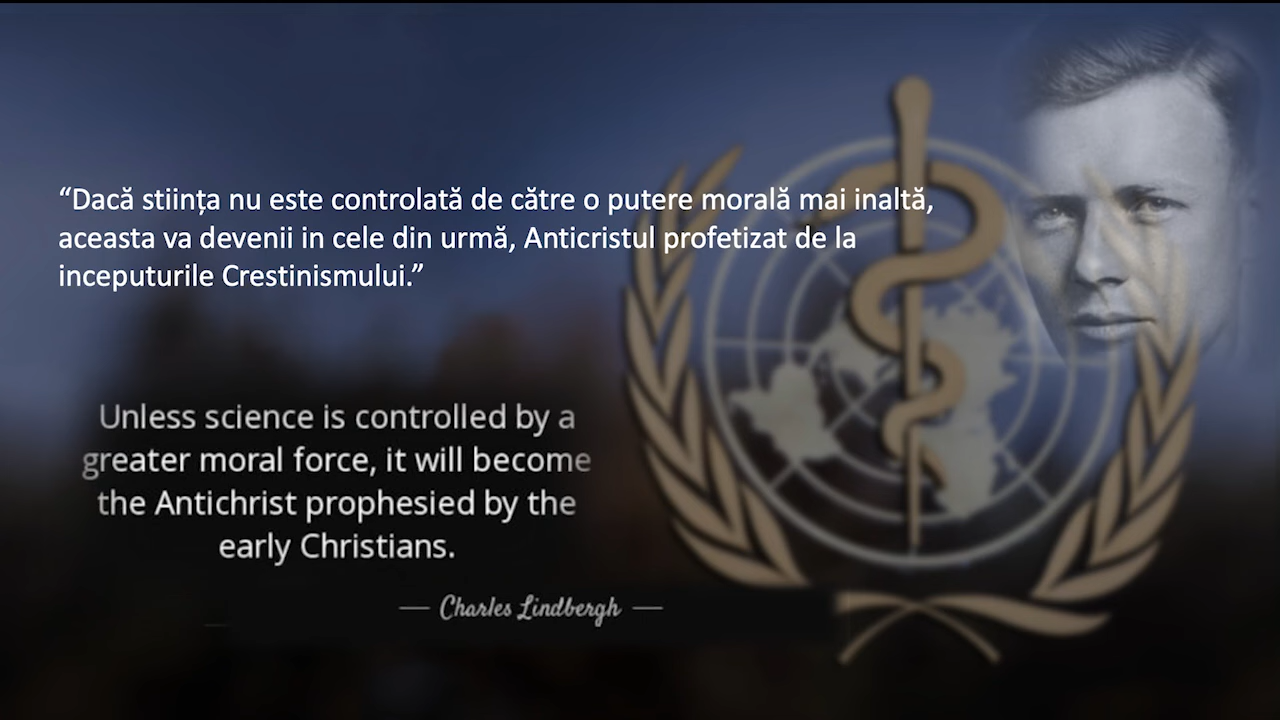 “Dacă stiința nu este controlată de către o putere morală mai inaltă,
aceasta va devenii in cele din urmă, Anticristul profetizat de la
inceputurile Crestinismului.”
Unless science is controlled by a
greater moral force, it will become
the Antichrist prophesied by the
early Christians.
— Charles Lindbergh —